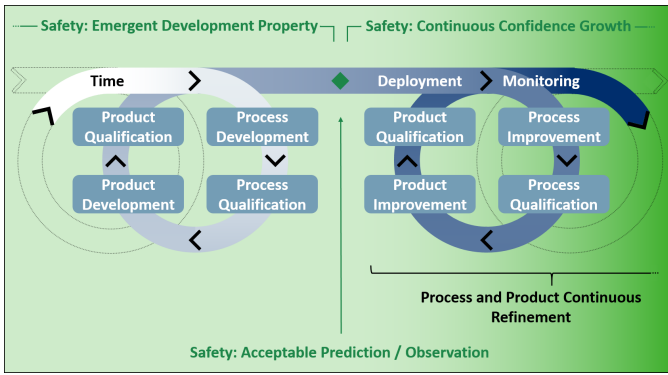 Safety: Emergent Development Property
Safety: Continuous Confidence Growth
Time
Deployment
Monitoring
Product
Qualification
Process
Development
Product
Development
Process
Qualification
Product
Qualification
Process
Improvement
Product
Improvement
Process
Qualification
Process and Product Continuous
Refinement
Safety: Acceptable Prediction / Observation